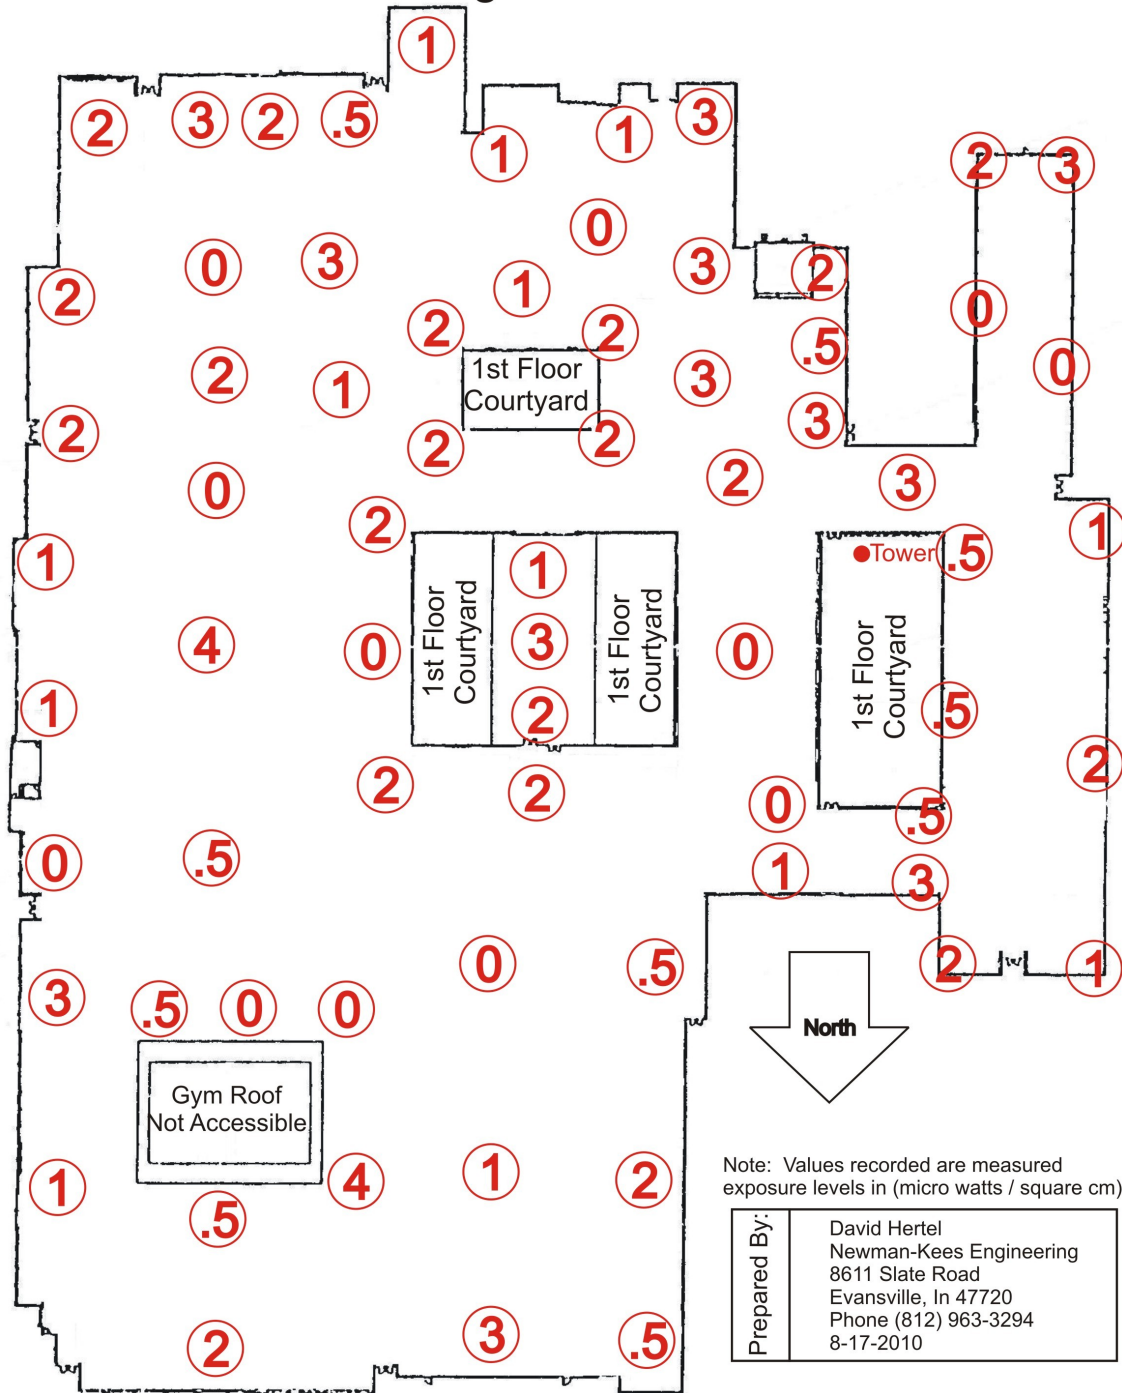 1
2 3 2 .5 1 1 3
2 3
0
0 3 3 2
2 1 0
2 2 .5
0
1st Floor
Courtyard
2 1 3
3
2 2 2
2
0 3
2 1
1 1 .5
Tower
4 0 1st Floor
Courtyard
3 1st Floor
Courtyard
0 1st Floor
Courtyard
1 2 .5
2
2 2 0 .5
0 .5 1 3
0 .5 2 1
3 .5 0 0
North
Gym Roof
Not Accessible
1 4 1 2
.5
Note: Values recorded are measured
exposure levels in (micro watts / square cm)
Prepared By:
David Hertel
Newman-Kees Engineering
8611 Slate Road
Evansville, In 47720
Phone (812) 963-3294
8-17-2010
2 3 .5